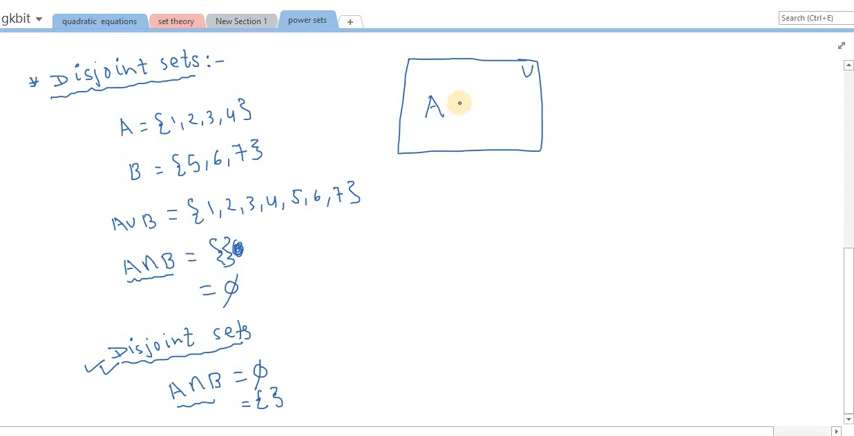 gkbit
quadratic equations
set theory
New Section 1
power sets
Search (Ctrl+E)
* Disjoint sets:-
A = {1,2,3,4}
B = {5,6,7}
A∪B = {1,2,3,4,5,6,7}
A∩B = {}
= φ
Disjoint sets
A∩B = φ
= { }
U
A